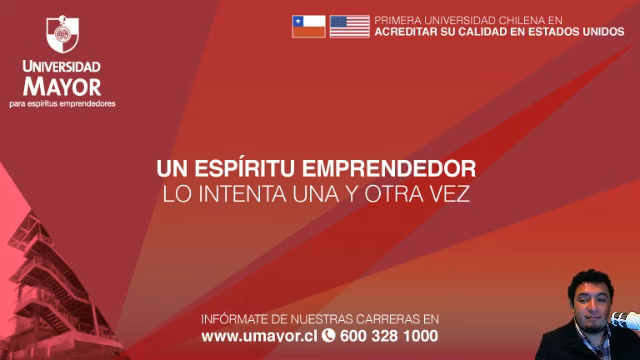 UNIVERSIDAD
MAYOR
para espíritus emprendedores
PRIMERA UNIVERSIDAD CHILENA EN
ACREDITAR SU CALIDAD EN ESTADOS UNIDOS
UN ESPÍRITU EMPRENDEDOR
LO INTENTA UNA Y OTRA VEZ
INFÓRMATE DE NUESTRAS CARRERAS EN
www.umayor.cl 600 328 1000